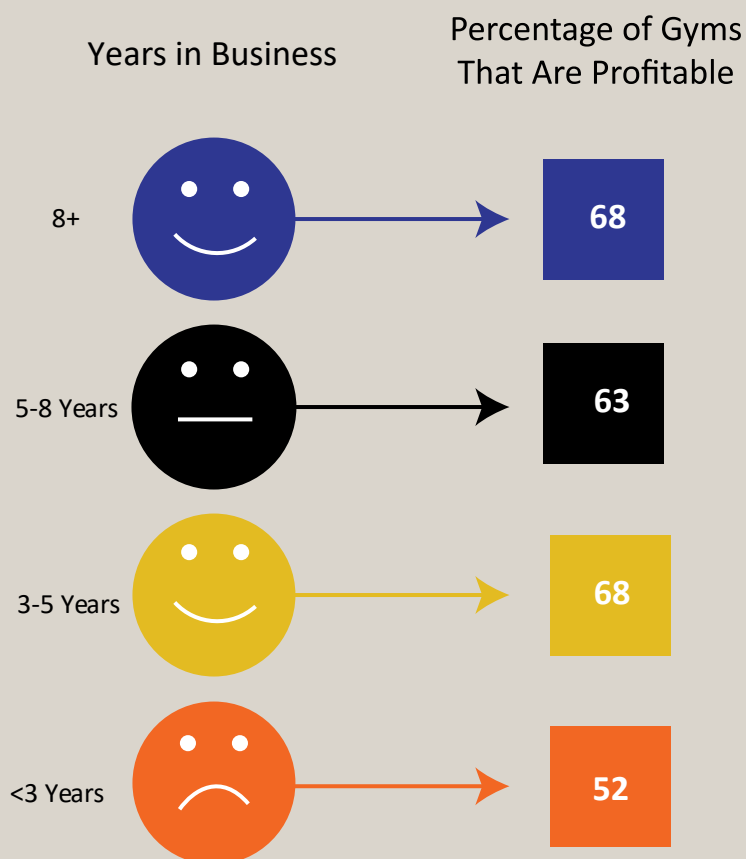 Years in Business
Percentage of Gyms
That Are Profitable
8+
68
5-8 Years
63
3-5 Years
68
<3 Years
52